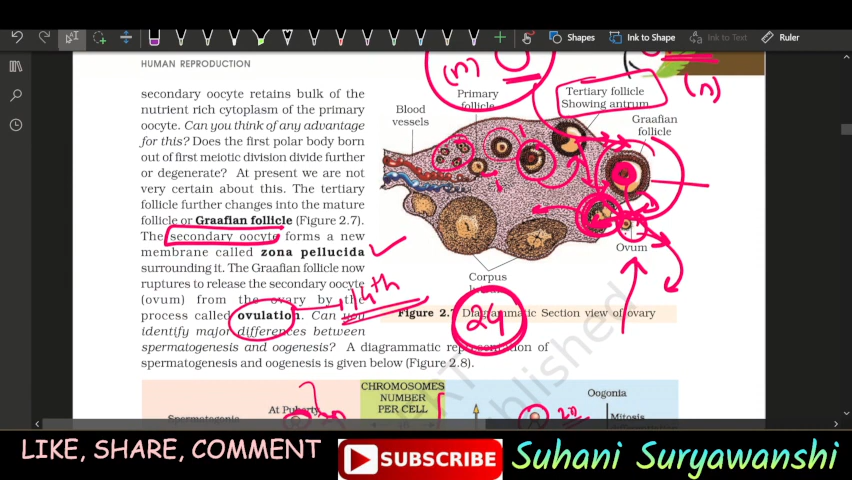 Shapes
Ink to Shape
Ink to Text
Ruler
HUMAN REPRODUCTION
secondary oocyte retains bulk of the
nutrient rich cytoplasm of the primary
oocyte. Can you think of any advantage
for this? Does the first polar body born
out of first meiotic division divide further
or degenerate? At present we are not
very certain about this. The tertiary
follicle further changes into the mature
follicle or Graafian follicle (Figure 2.7).
The secondary oocyte forms a new
membrane called zona pellucida
surrounding it. The Graafian follicle now
ruptures to release the secondary oocyte
(ovum) from the ovary by the
process called ovulation. Can you
identify major differences between
spermatogenesis and oogenesis? A diagrammatic representation of
spermatogenesis and oogenesis is given below (Figure 2.8).
(n)
(n)
Primary
follicle
Tertiary follicle
Showing antrum
Blood
vessels
Graafian
follicle
Ovum
Corpus
14th
24
Figure 2.7 Diagrammatic Section view of ovary
CHROMOSOMES
NUMBER
PER CELL
At Puberty
Spermatogonia
Oogonia
2n
Mitosis
LIKE, SHARE, COMMENT
SUBSCRIBE
Suhani Suryawanshi